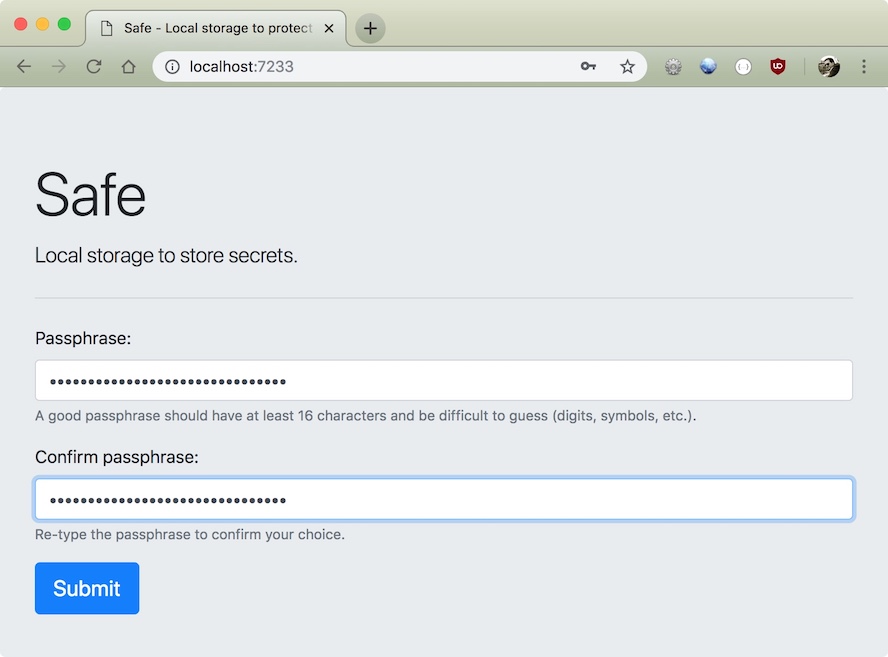 Safe - Local storage to protect
localhost:7233
Safe
Local storage to store secrets.
Passphrase:
•••••••••••••••••••••••••••••••
A good passphrase should have at least 16 characters and be difficult to guess (digits, symbols, etc.).
Confirm passphrase:
•••••••••••••••••••••••••••••••
Re-type the passphrase to confirm your choice.
Submit